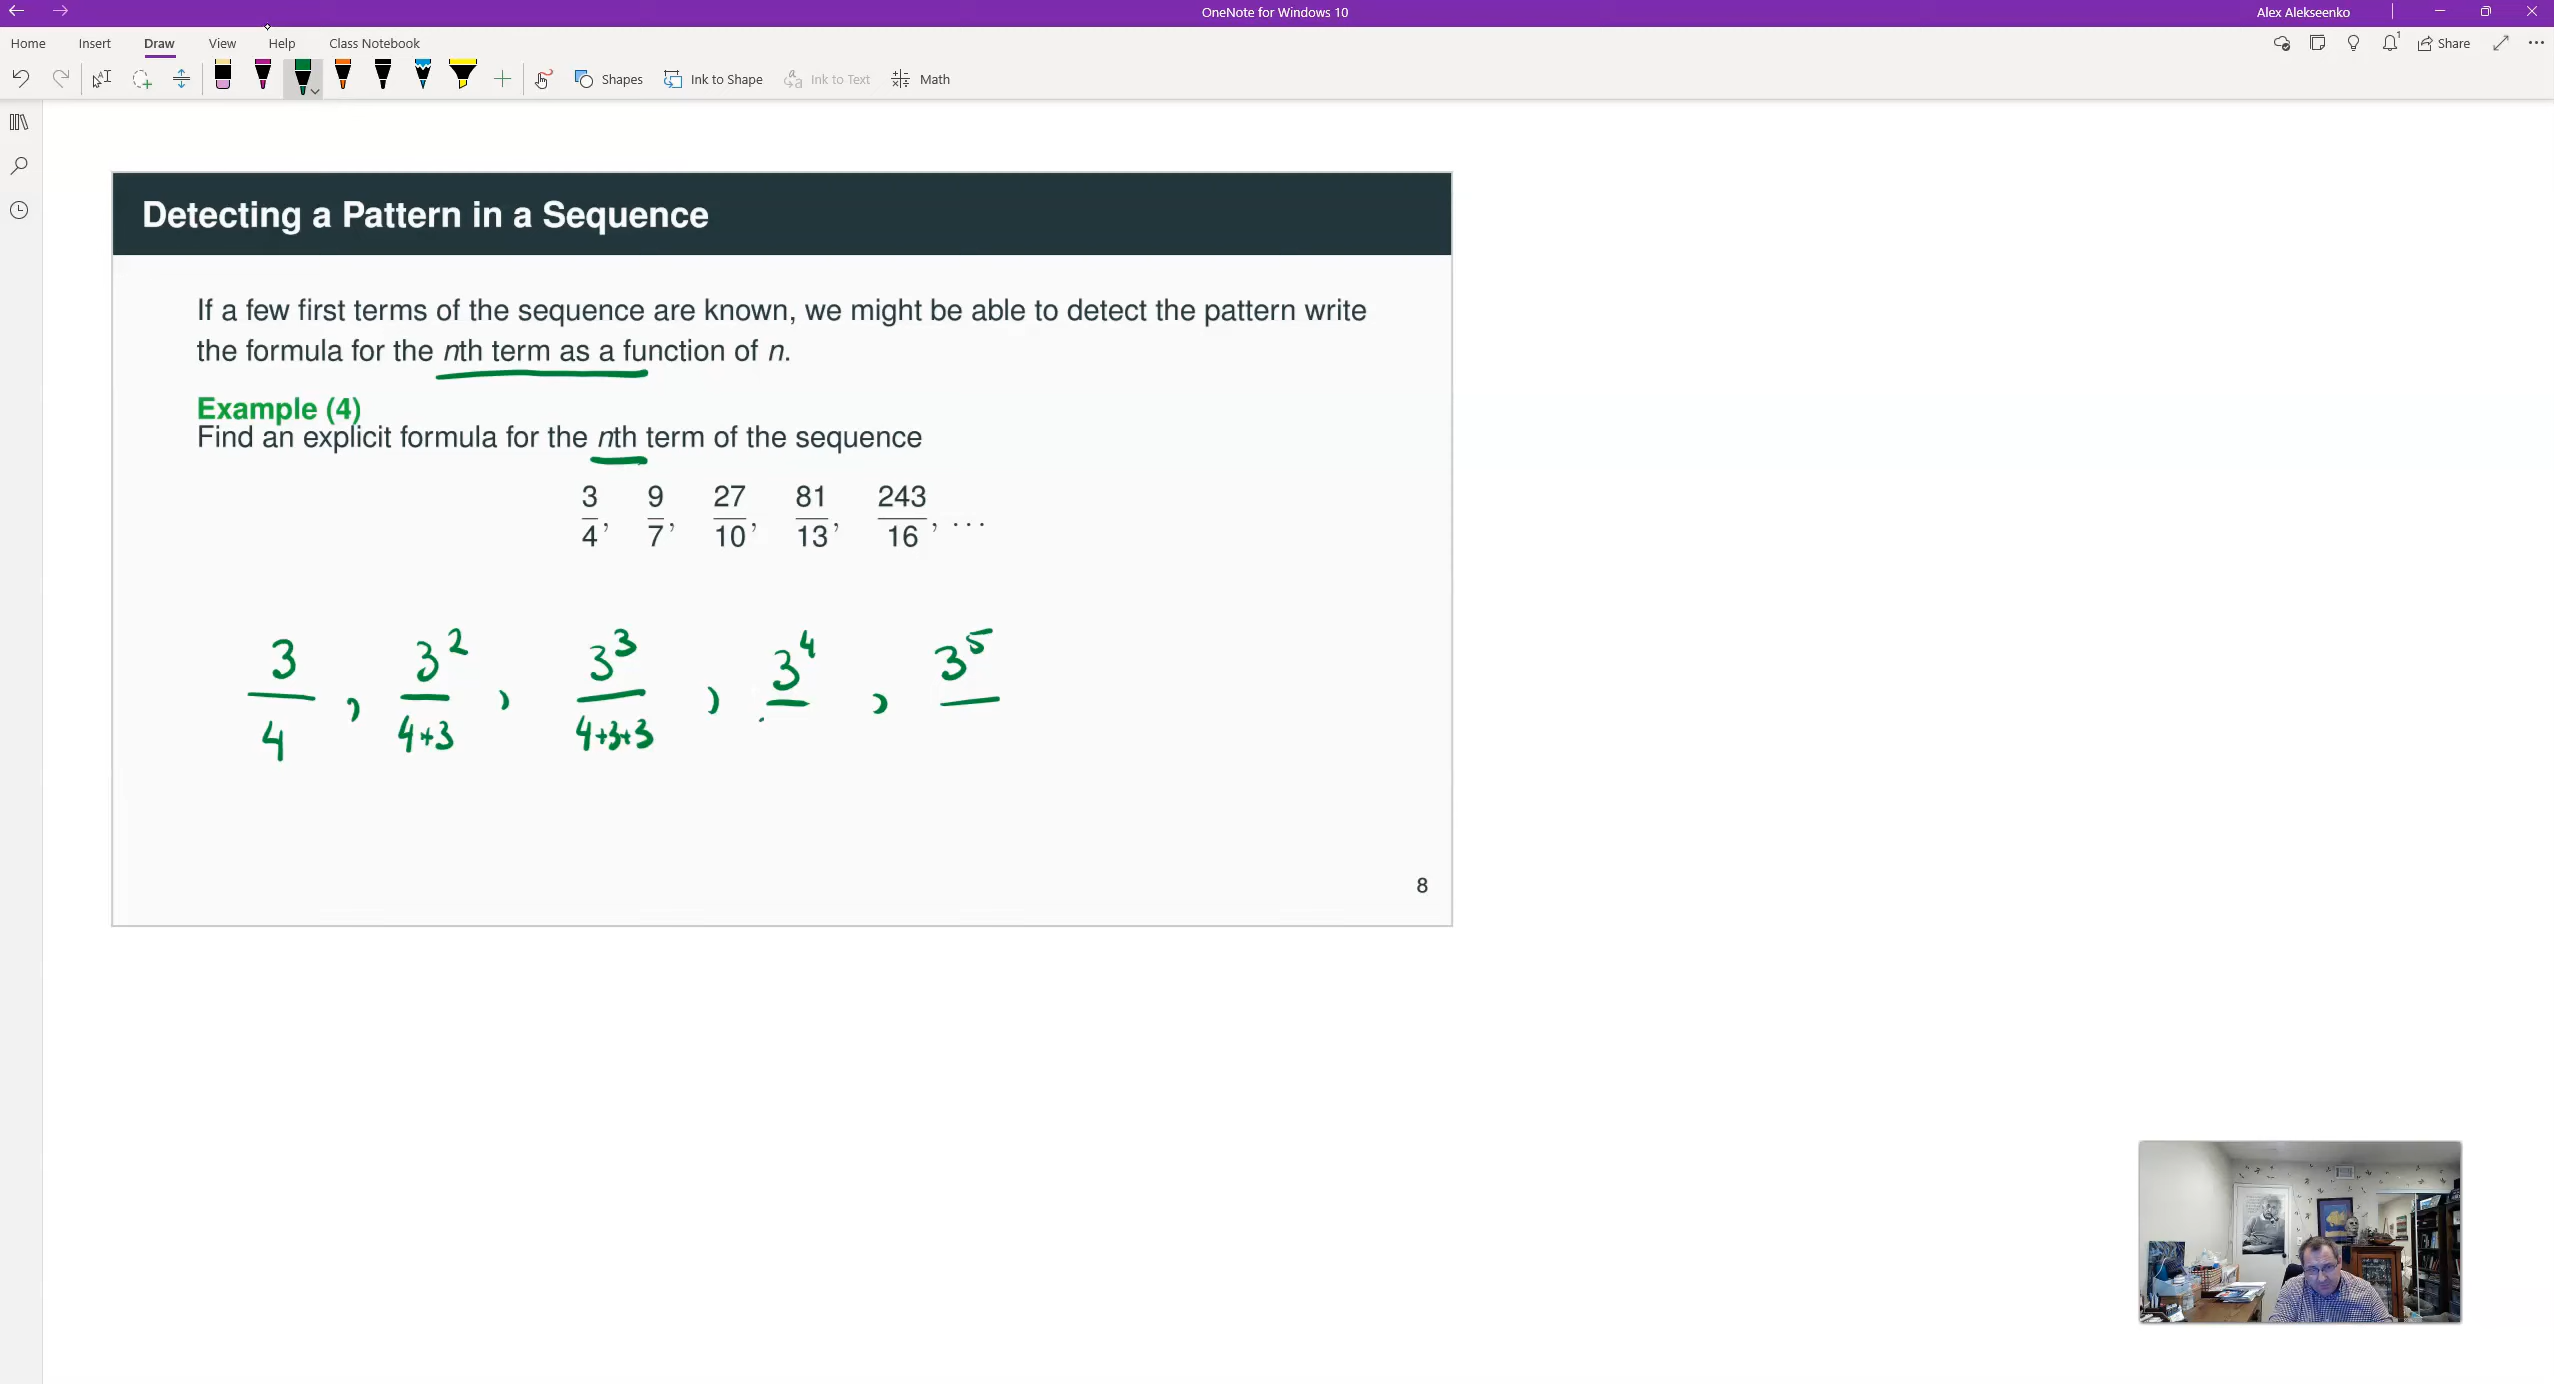 OneNote for Windows 10
Alex Alekseenko
Home Insert Draw View Help Class Notebook
1
Share
Shapes Ink to Shape Ink to Text Math
Detecting a Pattern in a Sequence
If a few first terms of the sequence are known, we might be able to detect the pattern write
the formula for the nth term as a function of n.
Example (4)
Find an explicit formula for the nth term of the sequence
3/4, 9/7, 27/10, 81/13, 243/16, ...
3/4 , 3^2/(4+3) , 3^3/(4+3+3) , 3^4/ , 3^5/
8